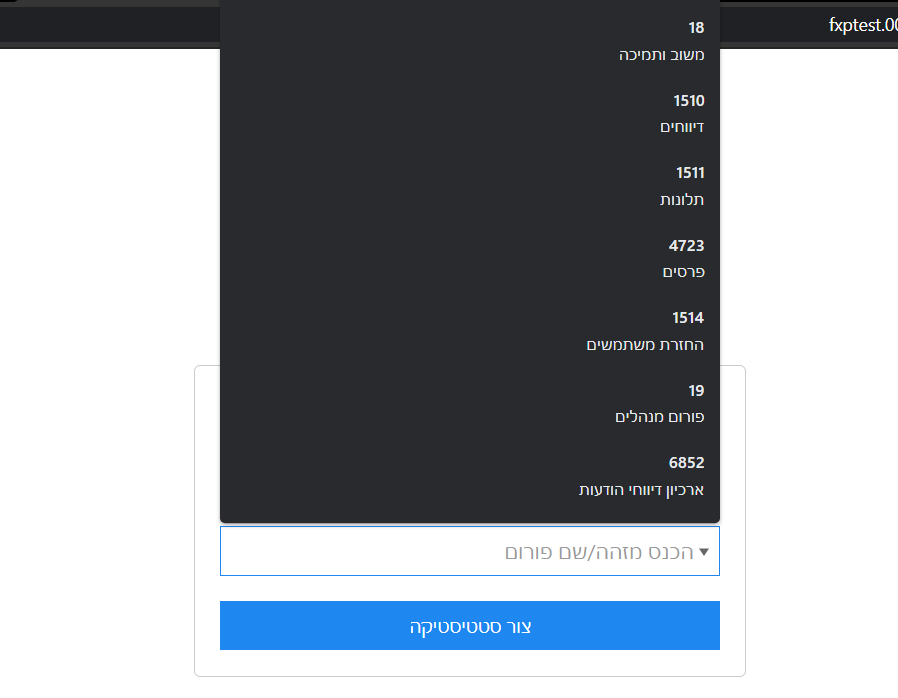 fxptest.00
18
משוב ותמיכה
1510
דיווחים
1511
תלונות
4723
פרסים
1514
החזרת משתמשים
19
פורום מנהלים
6852
ארכיון דיווחי הודעות
הכנס מזהה/שם פורום
צור סטטיסטיקה